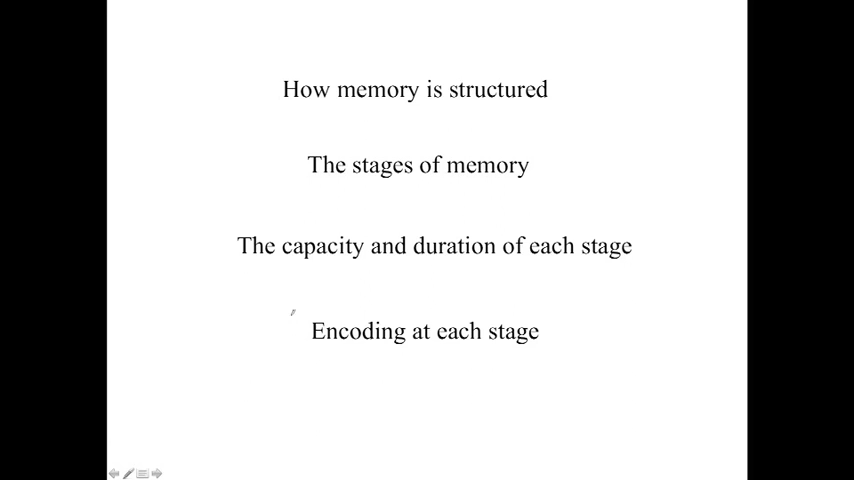 How memory is structured
The stages of memory
The capacity and duration of each stage
Encoding at each stage